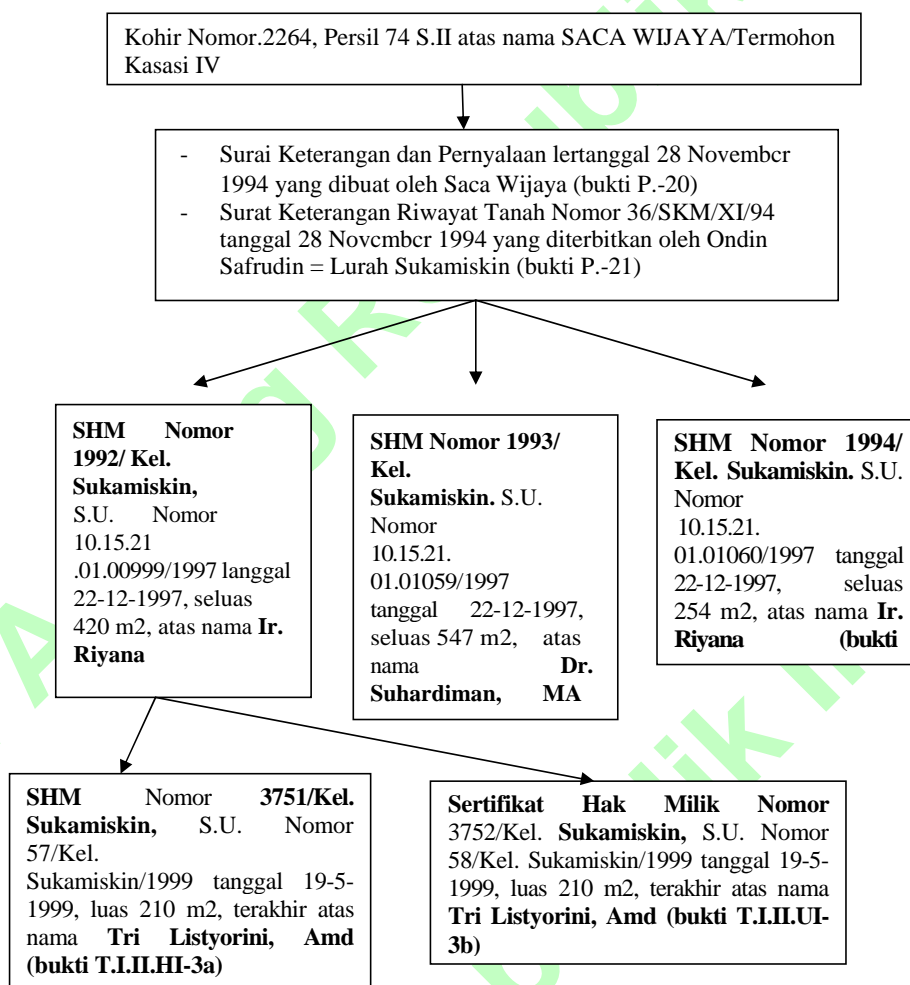 Kohir Nomor.2264, Persil 74 S.II atas nama SACA WIJAYA/Termohon
Kasasi IV
- Surai Keterangan dan Pernyalaan lertanggal 28 Novembcr
1994 yang dibuat oleh Saca Wijaya (bukti P.-20)
- Surat Keterangan Riwayat Tanah Nomor 36/SKM/XI/94
tanggal 28 Novcmbcr 1994 yang diterbitkan oleh Ondin
Safrudin = Lurah Sukamiskin (bukti P.-21)
SHM Nomor
1992/ Kel.
Sukamiskin,
S.U. Nomor
10.15.21
.01.00999/1997 langgal
22-12-1997, seluas
420 m2, atas nama Ir.
Riyana
SHM Nomor 1993/
Kel.
Sukamiskin. S.U.
Nomor
10.15.21.
01.01059/1997
tanggal 22-12-1997,
seluas 547 m2, atas
nama Dr.
Suhardiman, MA
SHM Nomor 1994/
Kel. Sukamiskin. S.U.
Nomor
10.15.21.
01.01060/1997 tanggal
22-12-1997, seluas
254 m2, atas nama Ir.
Riyana (bukti
SHM Nomor 3751/Kel.
Sukamiskin, S.U. Nomor
57/Kel.
Sukamiskin/1999 tanggal 19-5-
1999, luas 210 m2, terakhir atas
nama Tri Listyorini, Amd
(bukti T.I.II.HI-3a)
Sertifikat Hak Milik Nomor
3752/Kel. Sukamiskin, S.U. Nomor
58/Kel. Sukamiskin/1999 tanggal 19-5-
1999, luas 210 m2, terakhir atas nama
Tri Listyorini, Amd (bukti T.I.II.UI-
3b)